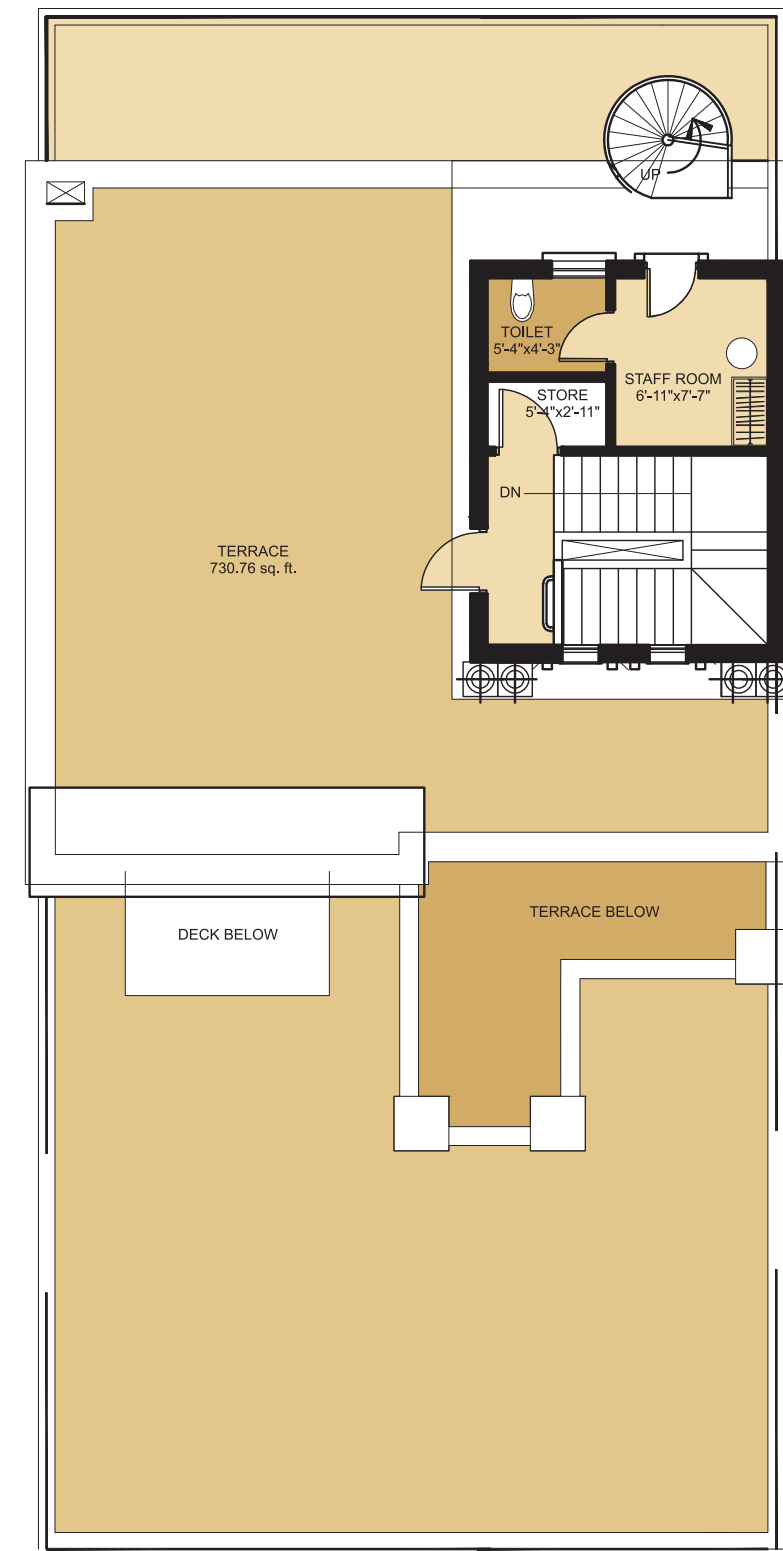 UP
TOILET
5'-4"x4'-3"
STAFF ROOM
6'-11"x7'-7"
STORE
5'-4"x2'-11"
DN
TERRACE
730.76 sq. ft.
TERRACE BELOW
DECK BELOW